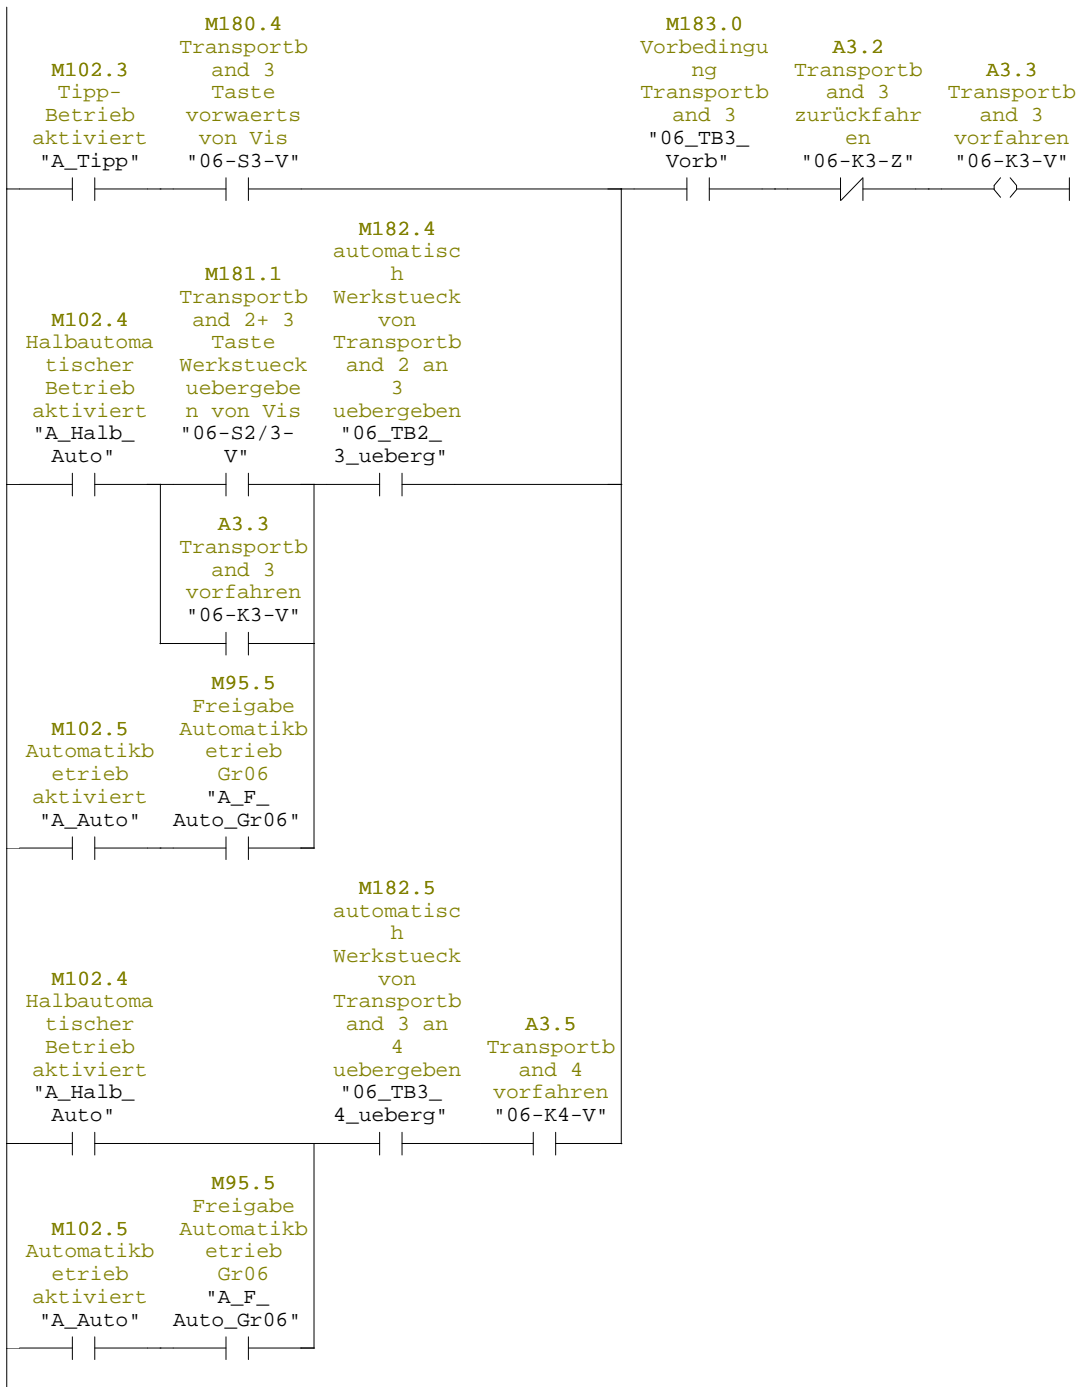 M102.3
Tipp-
Betrieb
aktiviert
"A_Tipp"
M180.4
Transportb
and 3
Taste
vorwaerts
von Vis
"06-S3-V"
M183.0
Vorbedingu
ng
Transportb
and 3
"06_TB3_
Vorb"
A3.2
Transportb
and 3
zurückfahr
en
"06-K3-Z"
A3.3
Transportb
and 3
vorfahren
"06-K3-V"
M102.4
Halbautoma
tischer
Betrieb
aktiviert
"A_Halb_
Auto"
M181.1
Transportb
and 2+ 3
Taste
Werkstueck
uebergebe
n von Vis
"06-S2/3-
V"
M182.4
automatisc
h
Werkstueck
von
Transportb
and 2 an
3
uebergeben
"06_TB2_
3_ueberg"
A3.3
Transportb
and 3
vorfahren
"06-K3-V"
M102.5
Automatikb
etrieb
aktiviert
"A_Auto"
M95.5
Freigabe
Automatikb
etrieb
Gr06
"A_F_
Auto_Gr06"
M102.4
Halbautoma
tischer
Betrieb
aktiviert
"A_Halb_
Auto"
M182.5
automatisc
h
Werkstueck
von
Transportb
and 3 an
4
uebergeben
"06_TB3_
4_ueberg"
A3.5
Transportb
and 4
vorfahren
"06-K4-V"
M102.5
Automatikb
etrieb
aktiviert
"A_Auto"
M95.5
Freigabe
Automatikb
etrieb
Gr06
"A_F_
Auto_Gr06"